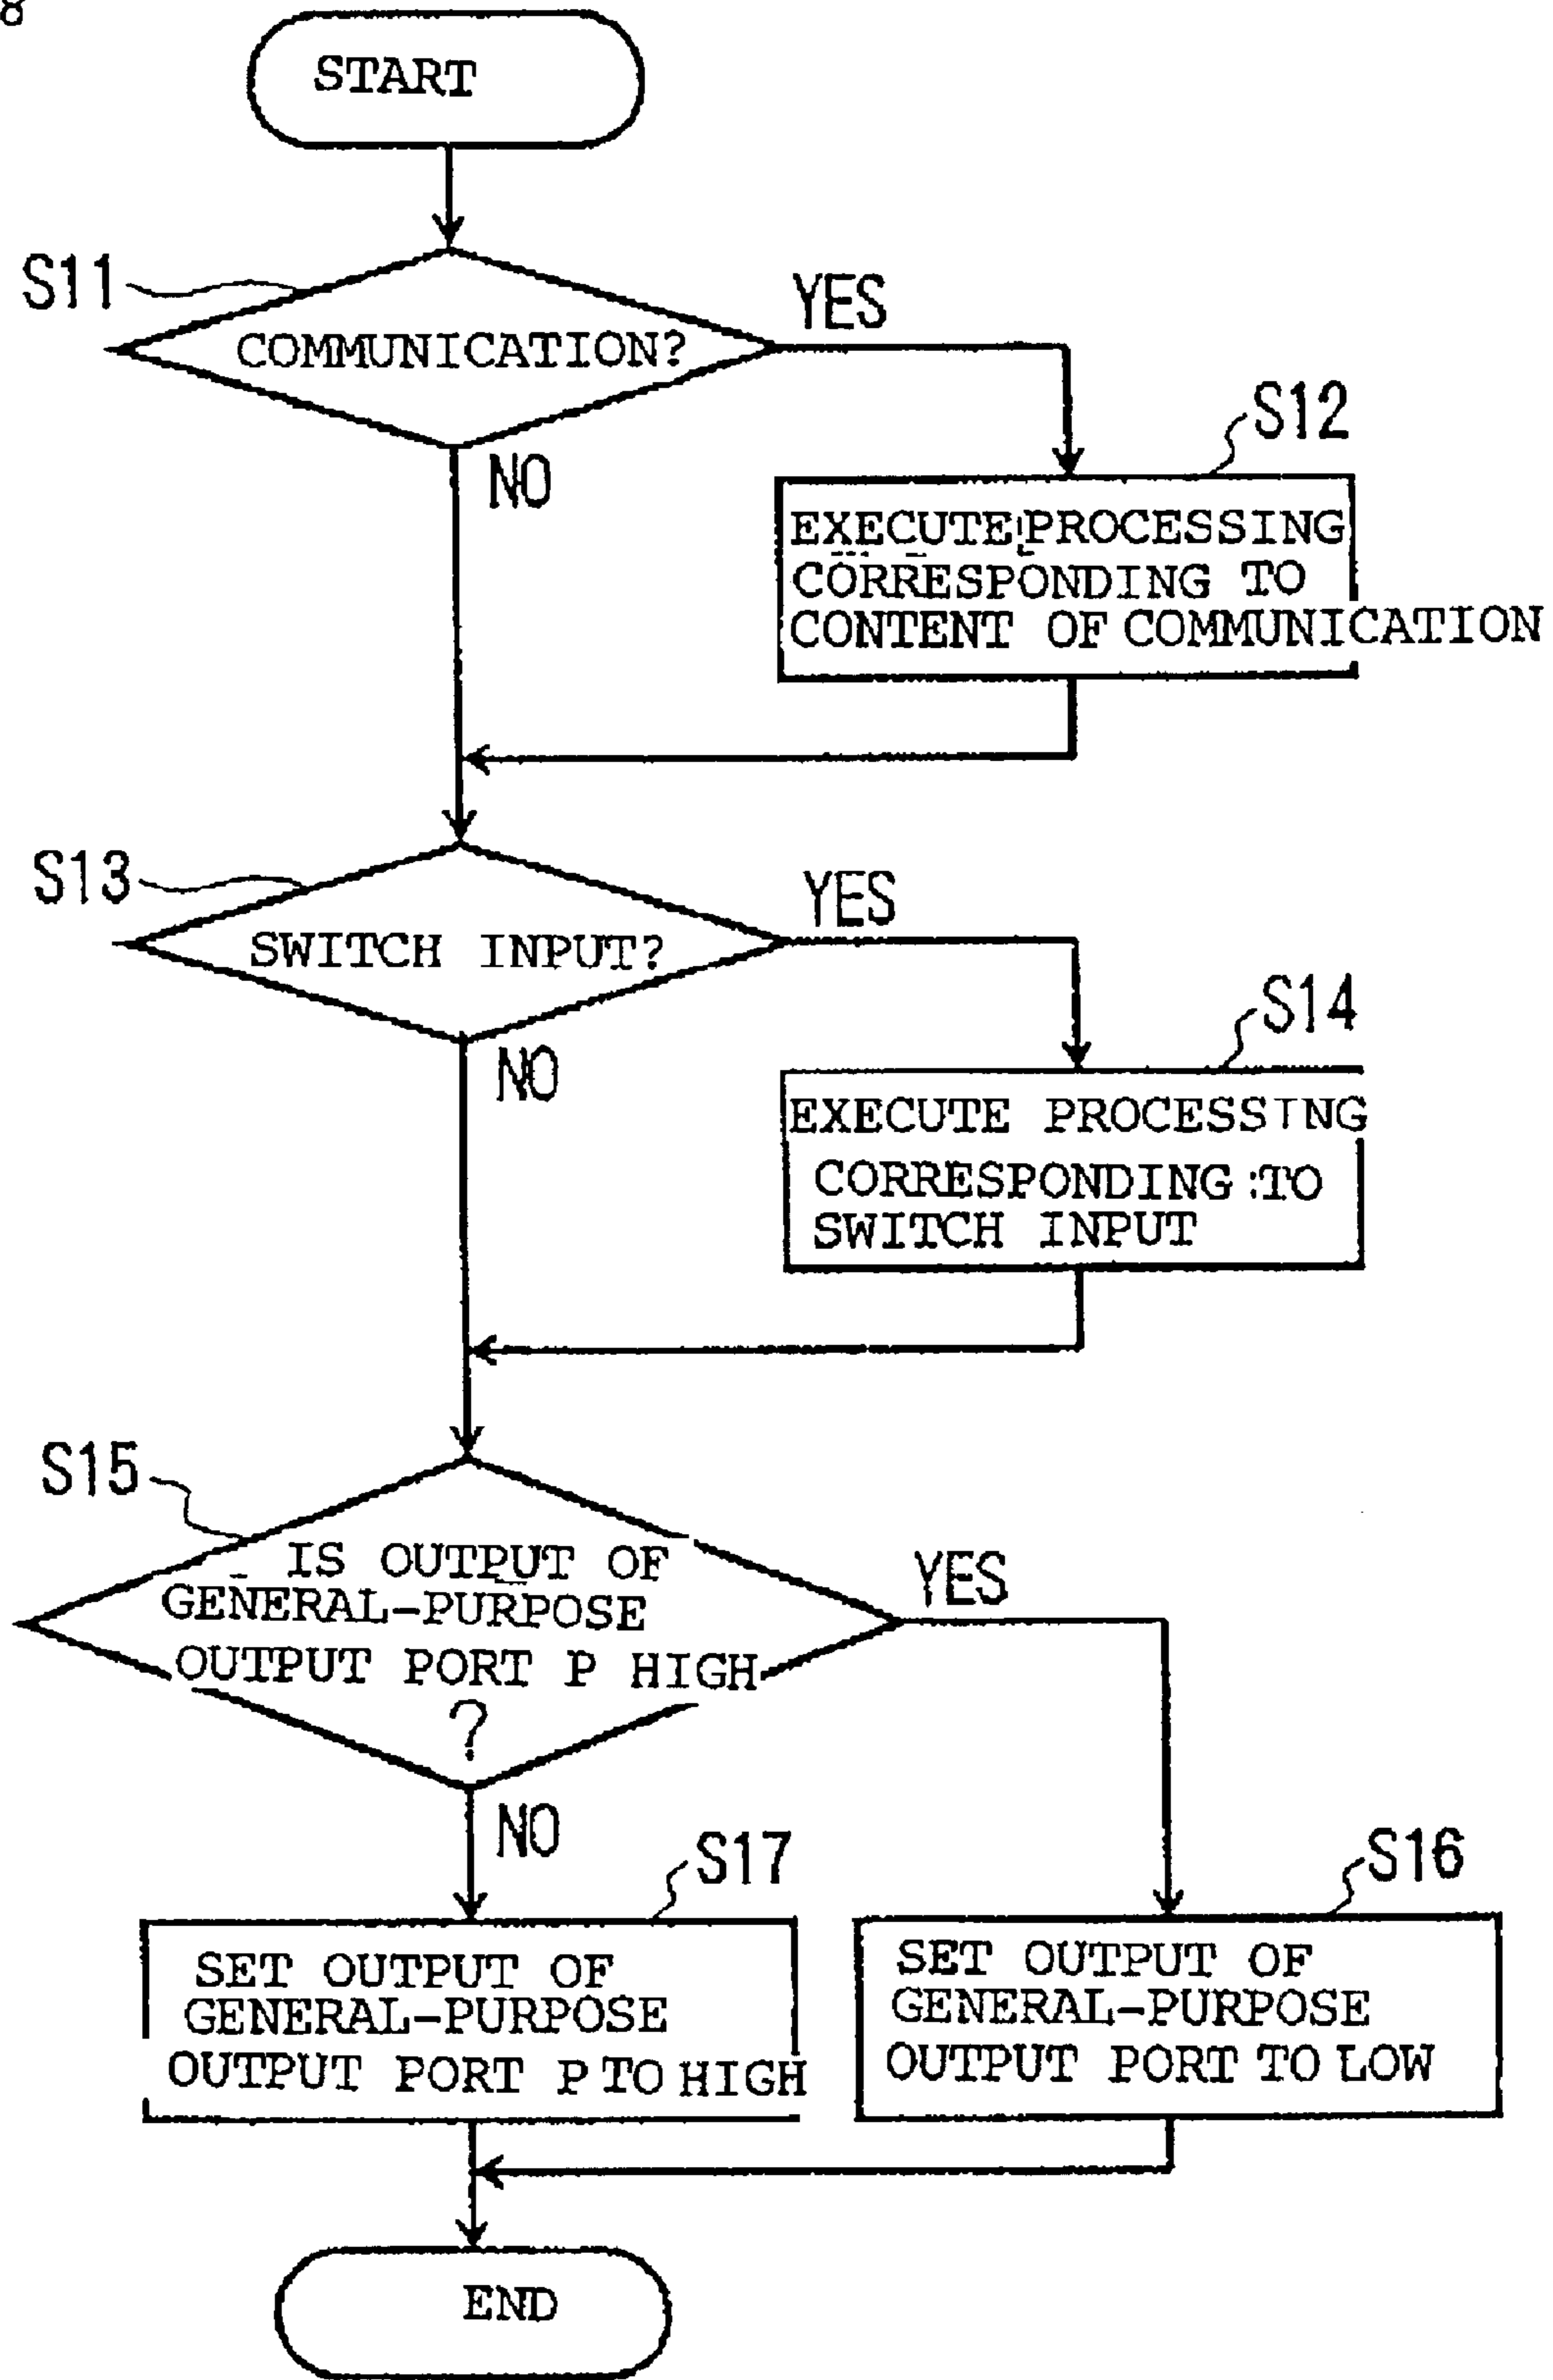 8
START
S11
COMMUNICATION?
YES
NO
S12
EXECUTE PROCESSING
CORRESPONDING TO
CONTENT OF COMMUNICATION
S13
SWITCH INPUT?
YES
NO
S14
EXECUTE PROCESSING
CORRESPONDING TO
SWITCH INPUT
S15
IS OUTPUT OF
GENERAL-PURPOSE
OUTPUT PORT P HIGH
?
YES
NO
S17
SET OUTPUT OF
GENERAL-PURPOSE
OUTPUT PORT P TO HIGH
S16
SET OUTPUT OF
GENERAL-PURPOSE
OUTPUT PORT TO LOW
END